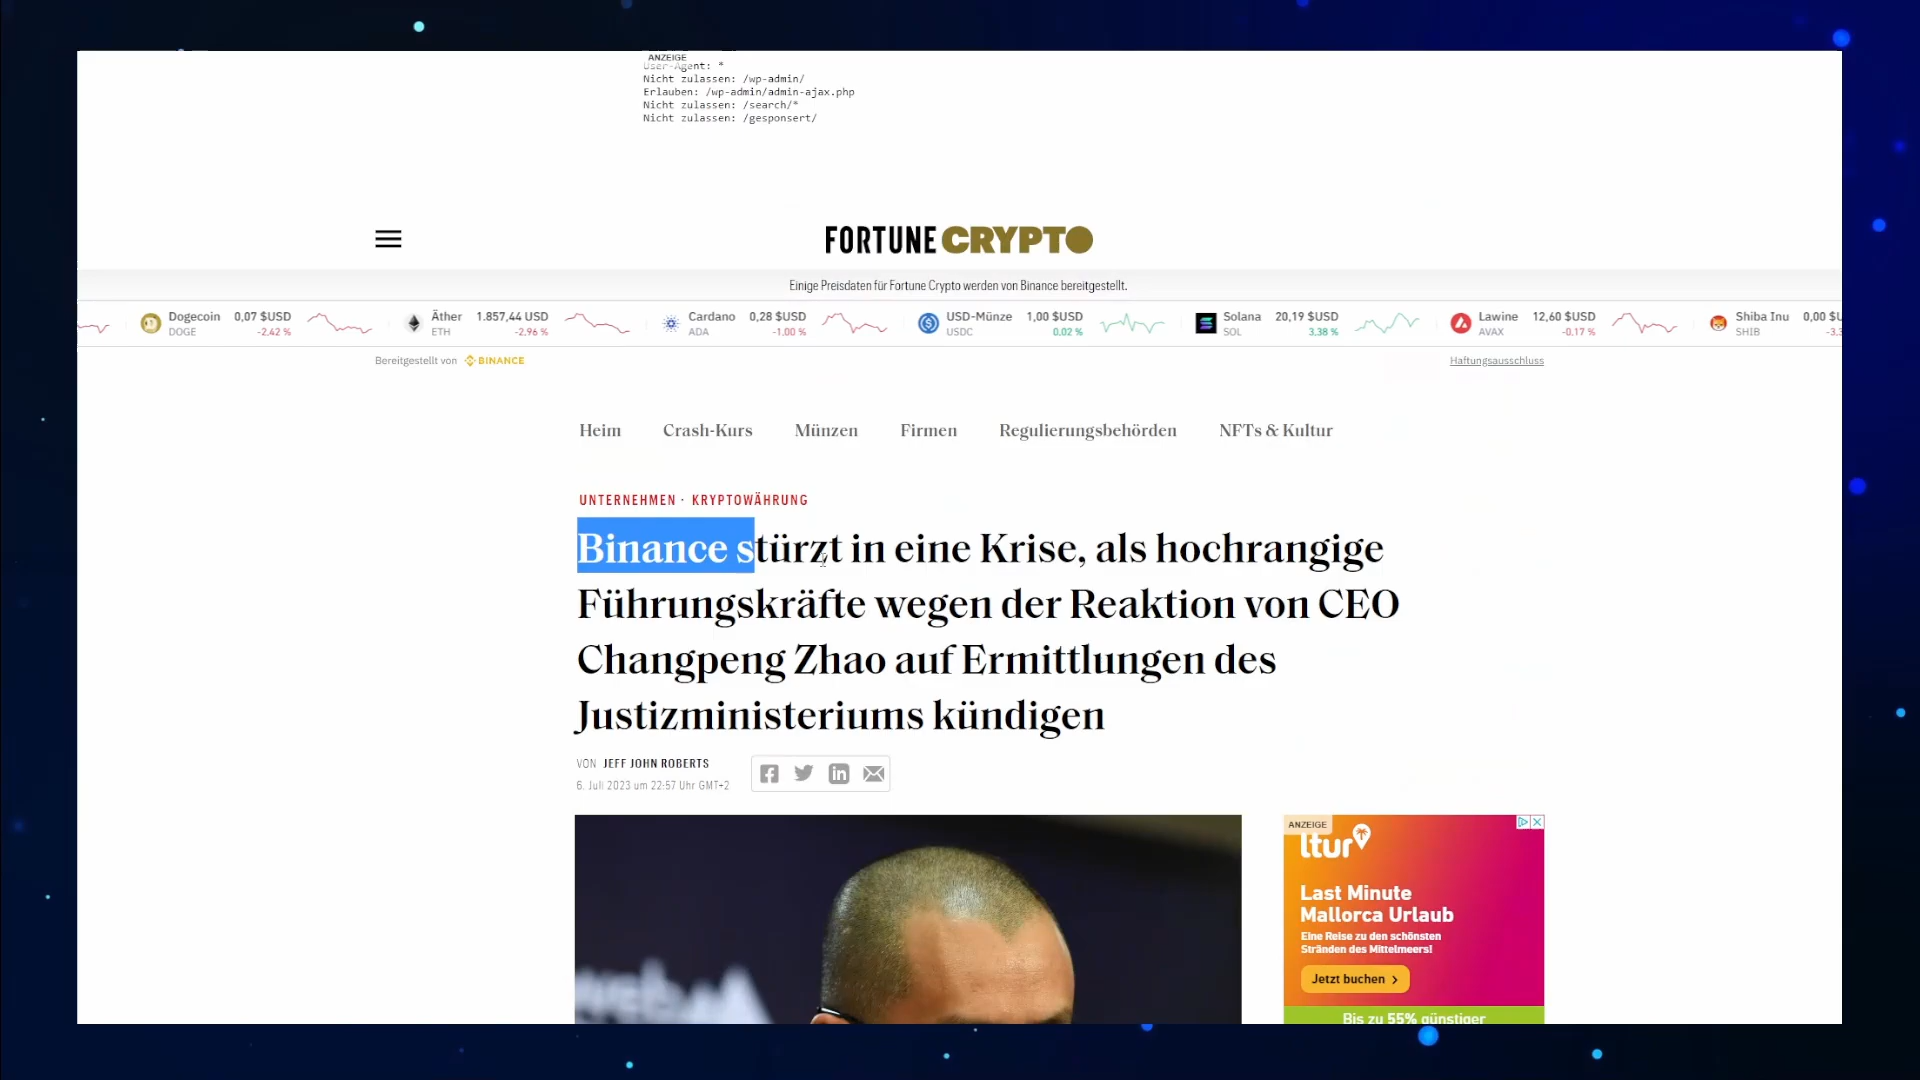 ANZEIGE
User-Agent: *
Nicht zulassen: /wp-admin/
Erlauben: /wp-admin/admin-ajax.php
Nicht zulassen: /search/*
Nicht zulassen: /gesponsert/
FORTUNE CRYPTO
Einige Preisdaten für Fortune Crypto werden von Binance bereitgestellt.
Dogecoin 0,07 $USD Äther 1.857,44 USD Cardano 0,28 $USD USD-Münze 1,00 $USD Solana 20,19 $USD Lawine 12,60 $USD Shiba Inu 0,00 $U
DOGE -2,42 % ETH -2,96 % ADA -1.00 % USDC 0.02 % SOL 3.38 % AVAX -0.17 % SHIB -3.3
Bereitgestellt von BINANCE Haftungsausschluss
Heim Crash-Kurs Münzen Firmen Regulierungsbehörden NFTs & Kultur
UNTERNEHMEN · KRYPTOWÄHRUNG
Binance stürzt in eine Krise, als hochrangige
Führungskräfte wegen der Reaktion von CEO
Changpeng Zhao auf Ermittlungen des
Justizministeriums kündigen
VON JEFF JOHN ROBERTS
6. Juli 2023 um 22:57 Uhr GMT+2
ANZEIGE
ltur
Last Minute
Mallorca Urlaub
Eine Reise zu den schönsten
Stränden des Mittelmeers!
Jetzt buchen >
Bis zu 55% günstiger